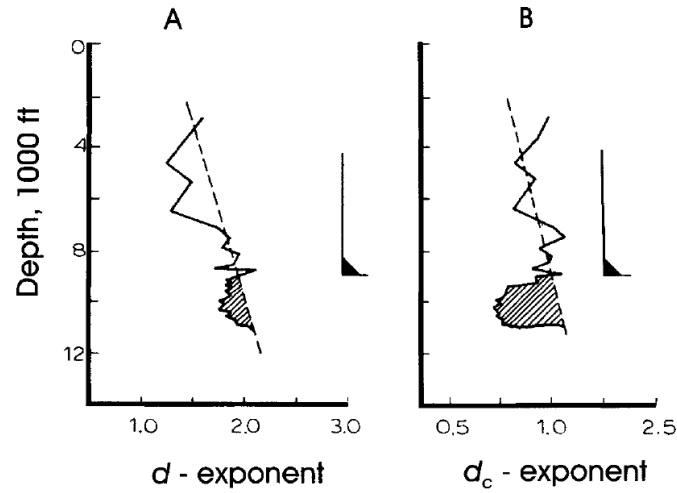 A
B
Depth, 1000 ft
0
4
8
12
1.0
2.0
3.0
0.5
1.0
2.5
d - exponent
dc - exponent